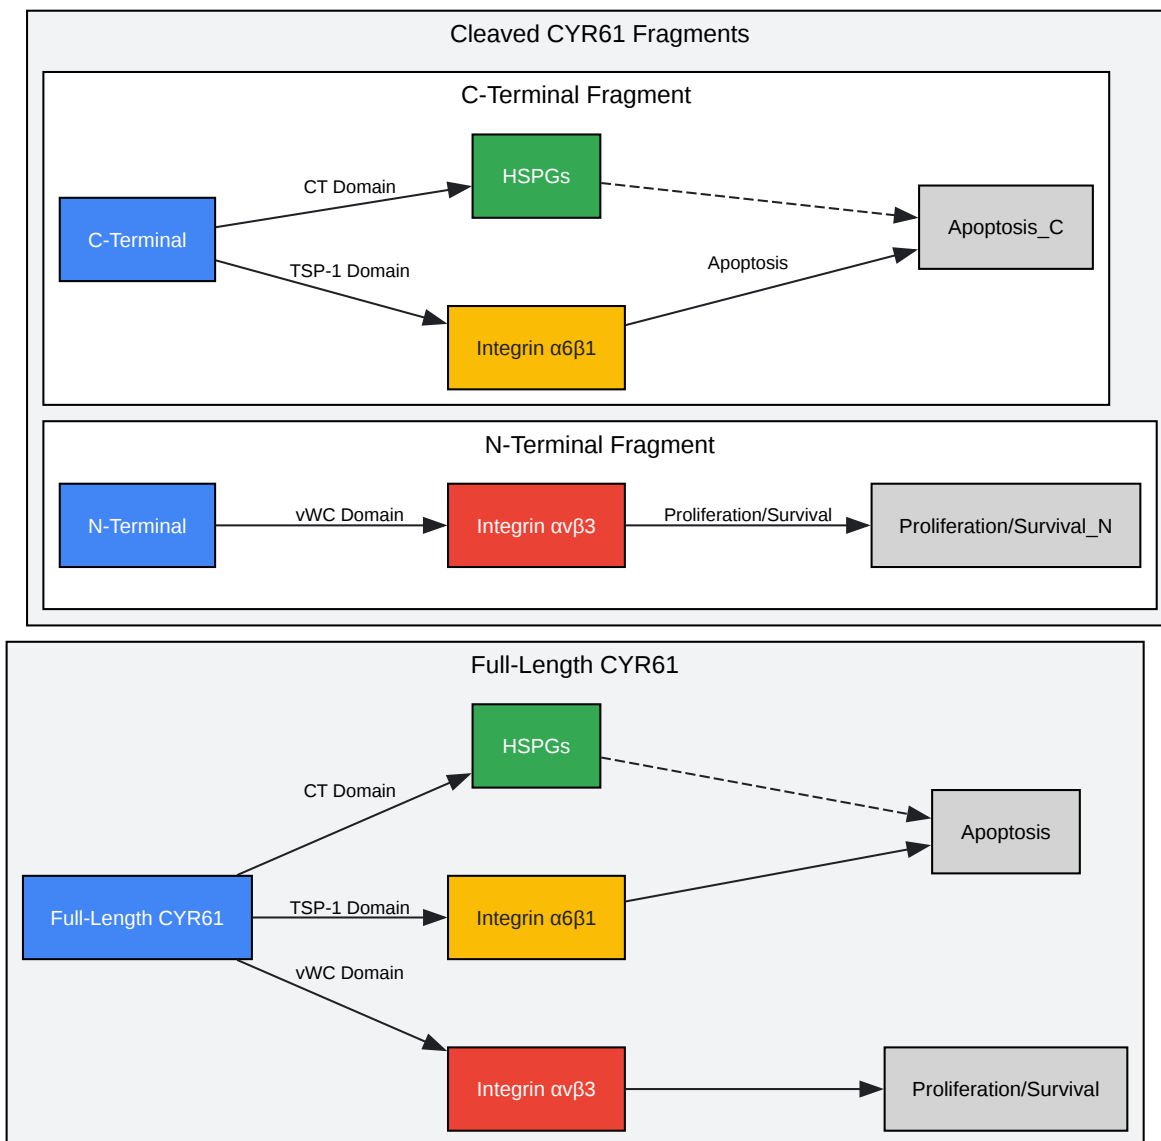 Cleaved CYR61 Fragments
C-Terminal Fragment
C-Terminal
CT Domain
TSP-1 Domain
HSPGs
Integrin α6β1
Apoptosis
Apoptosis_C
N-Terminal Fragment
N-Terminal
vWC Domain
Integrin αvβ3
Proliferation/Survival
Proliferation/Survival_N
Full-Length CYR61
Full-Length CYR61
CT Domain
TSP-1 Domain
vWC Domain
HSPGs
Integrin α6β1
Integrin αvβ3
Apoptosis
Proliferation/Survival